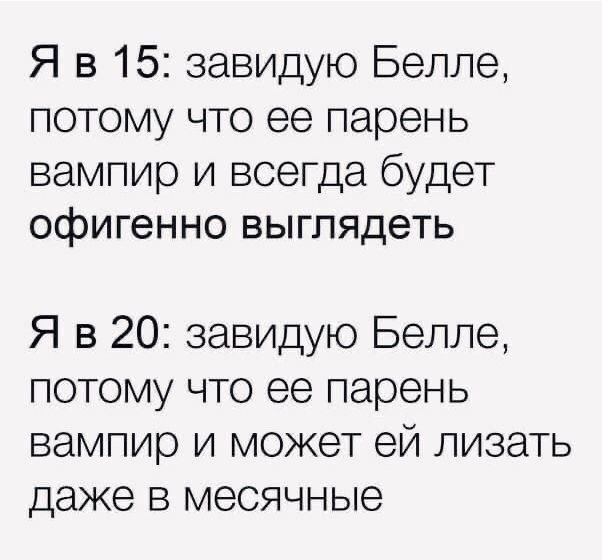 Я в 15: завидую Белле,
потому что ее парень
вампир и всегда будет
офигенно выглядеть
Я в 20: завидую Белле,
потому что ее парень
вампир и может ей лизать
даже в месячные